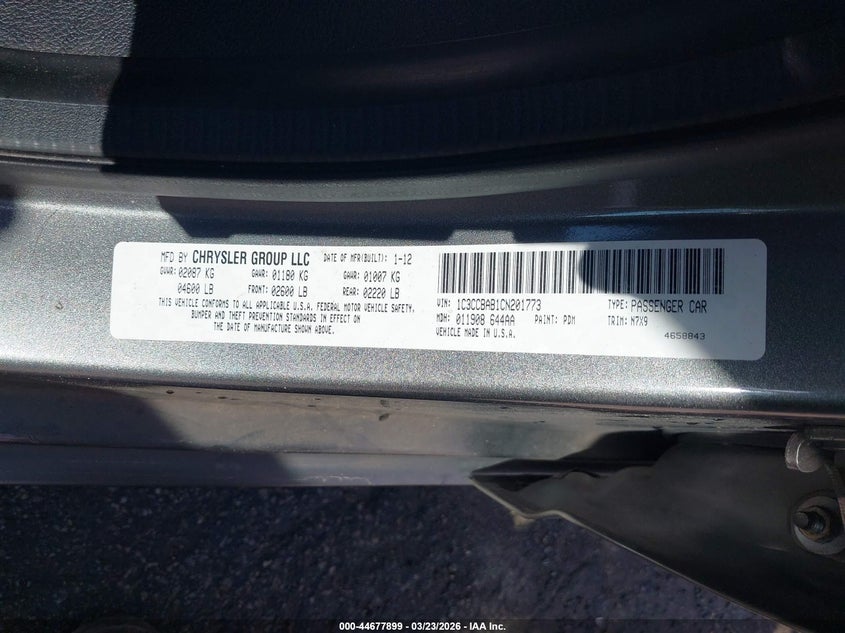 MFD BY CHRYSLER GROUP LLC DATE OF MFR(BUILT): 1-12
GVWR: 02087 KG GAWR: 01180 KG GAWR: 01007 KG
04600 LB FRONT: 02600 LB REAR: 02220 LB
THIS VEHICLE CONFORMS TO ALL APPLICABLE U.S.A. FEDERAL MOTOR VEHICLE SAFETY,
BUMPER AND THEFT PREVENTION STANDARDS IN EFFECT ON
THE DATE OF MANUFACTURE SHOWN ABOVE.
VIN: 1C3CCBAB1CN201773 TYPE: PASSENGER CAR
MDH: 011908 644AA PAINT: PDM TRIM: N7X9
VEHICLE MADE IN U.S.A. 4658843
000-44677899 - 03/23/2026 - IAA Inc.